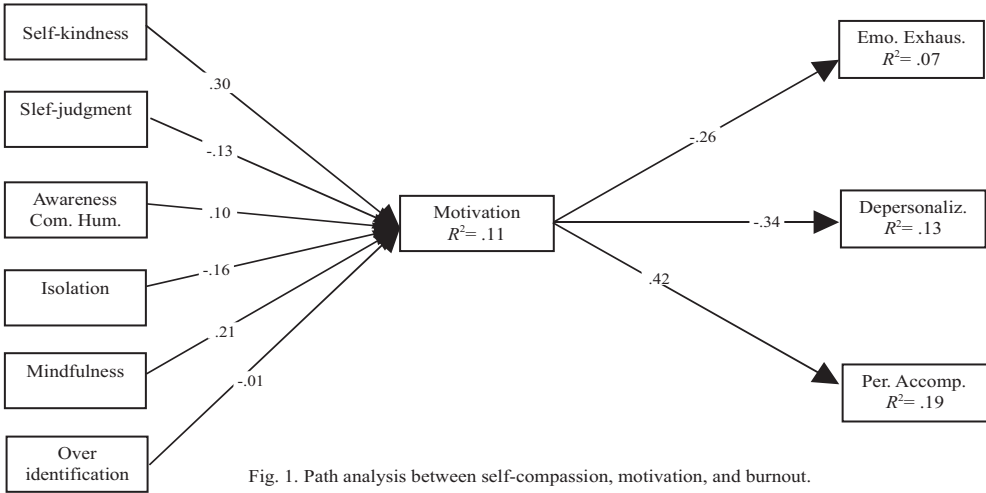 Self-kindness
Slef-judgment
Awareness
Com. Hum.
Isolation
Mindfulness
Over
identification
.30
-.13
.10
-.16
.21
-.01
Motivation
R²= .11
-.26
-.34
.42
Emo. Exhaus.
R²= .07
Depersonaliz.
R²= .13
Per. Accomp.
R²= .19
Fig. 1. Path analysis between self-compassion, motivation, and burnout.